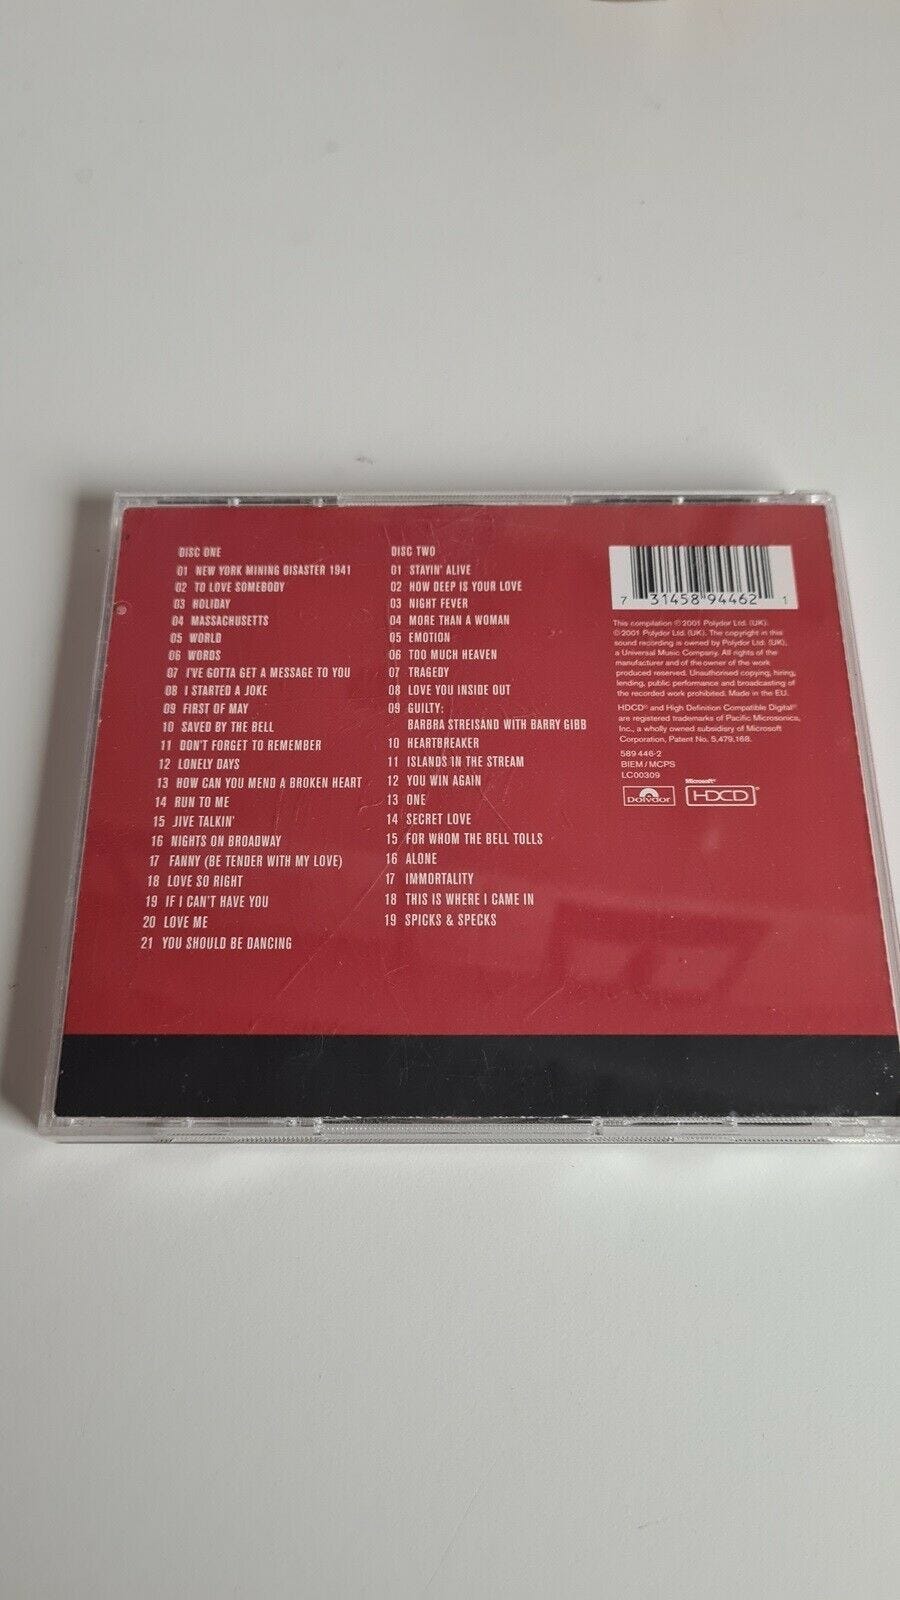 DISC ONE
01 NEW YORK MINING DISASTER 1941
02 TO LOVE SOMEBODY
03 HOLIDAY
04 MASSACHUSETTS
05 WORLD
06 WORDS
07 I'VE GOTTA GET A MESSAGE TO YOU
08 I STARTED A JOKE
09 FIRST OF MAY
10 SAVED BY THE BELL
11 DON'T FORGET TO REMEMBER
12 LONELY DAYS
13 HOW CAN YOU MEND A BROKEN HEART
14 RUN TO ME
15 JIVE TALKIN'
16 NIGHTS ON BROADWAY
17 FANNY (BE TENDER WITH MY LOVE)
18 LOVE SO RIGHT
19 IF I CAN'T HAVE YOU
20 LOVE ME
21 YOU SHOULD BE DANCING
DISC TWO
01 STAYIN' ALIVE
02 HOW DEEP IS YOUR LOVE
03 NIGHT FEVER
04 MORE THAN A WOMAN
05 EMOTION
06 TOO MUCH HEAVEN
07 TRAGEDY
08 LOVE YOU INSIDE OUT
09 GUILTY:
BARBRA STREISAND WITH BARRY GIBB
10 HEARTBREAKER
11 ISLANDS IN THE STREAM
12 YOU WIN AGAIN
13 ONE
14 SECRET LOVE
15 FOR WHOM THE BELL TOLLS
16 ALONE
17 IMMORTALITY
18 THIS IS WHERE I CAME IN
19 SPICKS & SPECKS
7 31458 94462 1
This compilation ℗2001 Polydor Ltd. (UK).
©2001 Polydor Ltd. (UK). The copyright in this
sound recording is owned by Polydor Ltd. (UK),
a Universal Music Company. All rights of the
manufacturer and of the owner of the work
produced reserved. Unauthorised copying, hiring,
lending, public performance and broadcasting of
the recorded work prohibited. Made in the EU.
HDCD® and High Definition Compatible Digital®
are registered trademarks of Pacific Microsonics,
Inc., a wholly owned subsidiary of Microsoft
Corporation, Patent No. 5,479,168.
589 446-2
BIEM / MCPS
LC00309
Polydor
Microsoft®
HDCD®